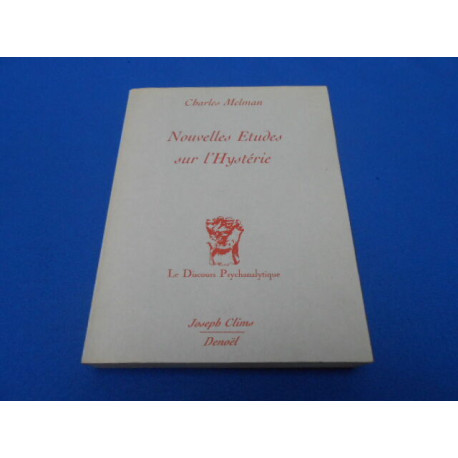 Charles Melman
Nouvelles Etudes
sur l'Hystérie
Le Discours Psychanalytique
Joseph Clims
Denoël